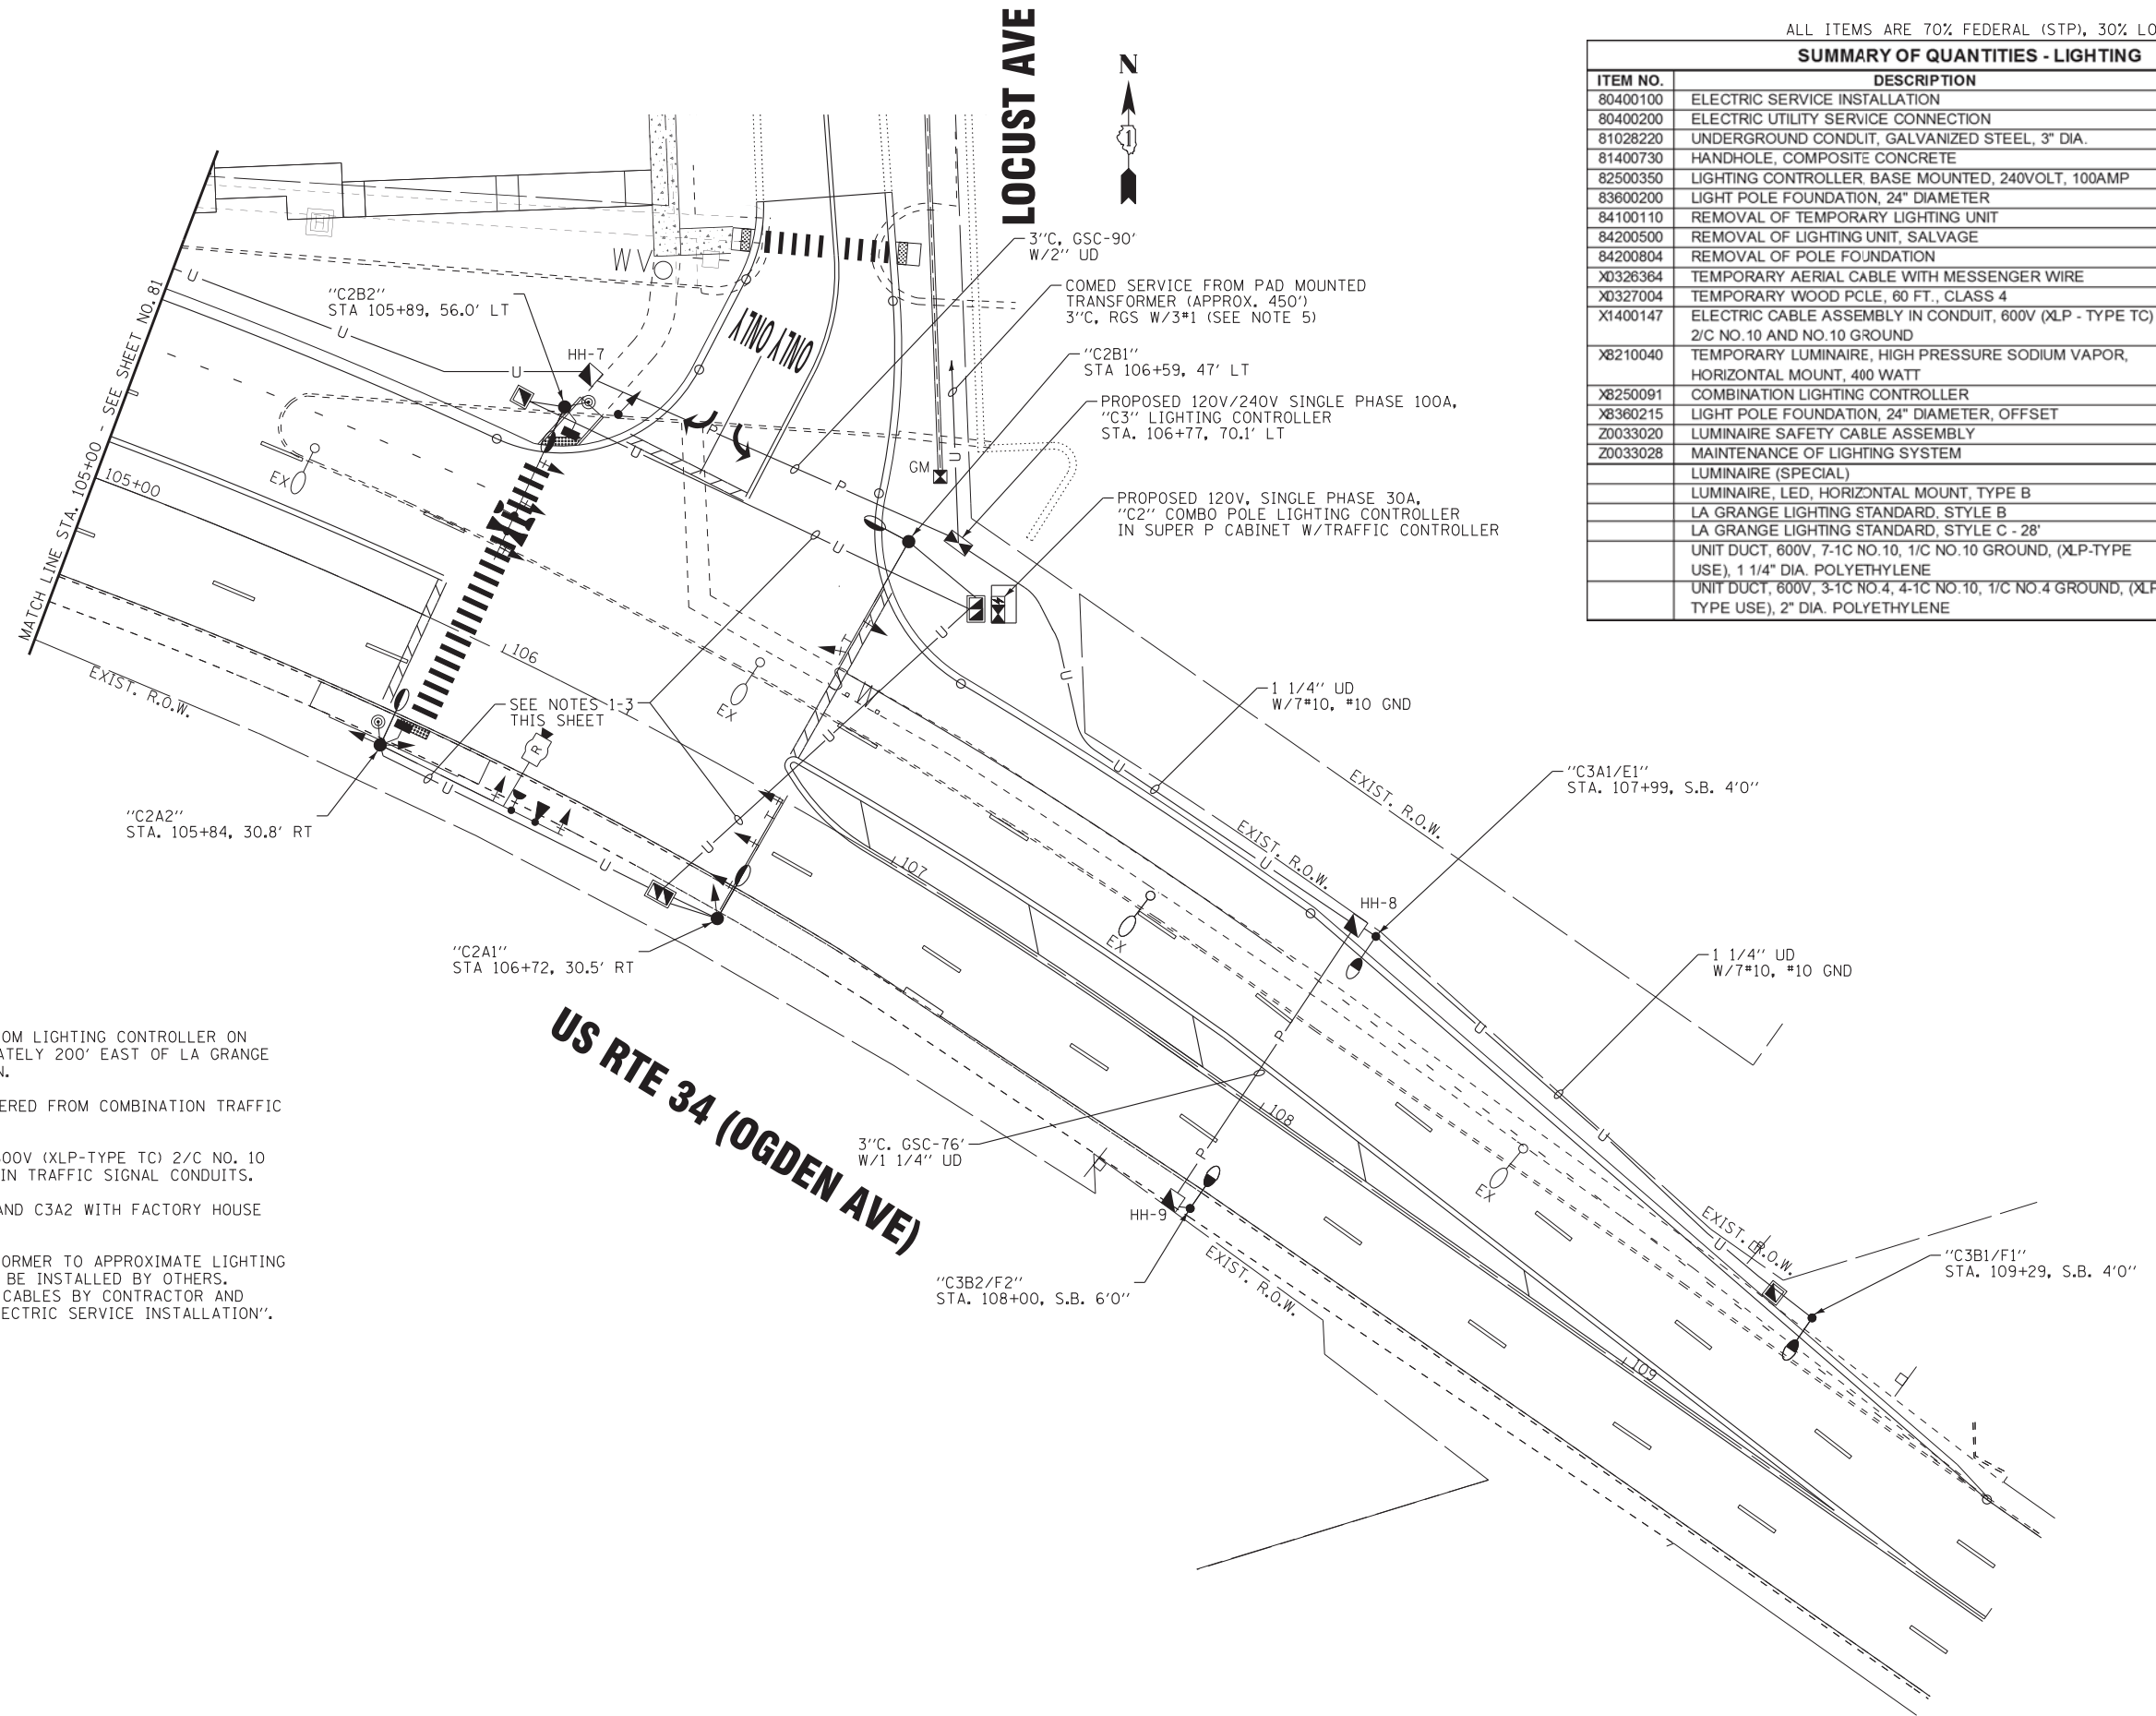 LOCUST AVE
N
ALL ITEMS ARE 70% FEDERAL (STP), 30%
SUMMARY OF QUANTITIES - LIGHTING
ITEM NO. DESCRIPTION
80400100 ELECTRIC SERVICE INSTALLATION
80400200 ELECTRIC UTILITY SERVICE CONNECTION
81028220 UNDERGROUND CONDUIT, GALVANIZED STEEL, 3" DIA.
81400730 HANDHOLE, COMPOSITE CONCRETE
82500350 LIGHTING CONTROLLER, BASE MOUNTED, 240VOLT, 100AMP
83600200 LIGHT POLE FOUNDATION, 24" DIAMETER
84100110 REMOVAL OF TEMPORARY LIGHTING UNIT
84200500 REMOVAL OF LIGHTING UNIT, SALVAGE
84200804 REMOVAL OF POLE FOUNDATION
X0326364 TEMPORARY AERIAL CABLE WITH MESSENGER WIRE
X0327004 TEMPORARY WOOD POLE, 60 FT., CLASS 4
X1400147 ELECTRIC CABLE ASSEMBLY IN CONDUIT, 600V (XLP - TYPE TC)
2/C NO.10 AND NO.10 GROUND
X8210040 TEMPORARY LUMINAIRE, HIGH PRESSURE SODIUM VAPOR,
HORIZONTAL MOUNT, 400 WATT
X8250091 COMBINATION LIGHTING CONTROLLER
X8360215 LIGHT POLE FOUNDATION, 24" DIAMETER, OFFSET
Z0033020 LUMINAIRE SAFETY CABLE ASSEMBLY
Z0033028 MAINTENANCE OF LIGHTING SYSTEM
LUMINAIRE (SPECIAL)
LUMINAIRE, LED, HORIZONTAL MOUNT, TYPE B
LA GRANGE LIGHTING STANDARD, STYLE B
LA GRANGE LIGHTING STANDARD, STYLE C - 28'
UNIT DUCT, 600V, 7-1C NO.10, 1/C NO.10 GROUND, (XLP-TYPE
USE), 1 1/4" DIA. POLYETHYLENE
UNIT DUCT, 600V, 3-1C NO.4, 4-1C NO.10, 1/C NO.4 GROUND, (XLP
TYPE USE), 2" DIA. POLYETHYLENE
MATCH LINE STA. 105+00 - SEE SHEET NO. 81
3"C, GSC-90'
W/2" UD
WV
H
COMED SERVICE FROM PAD MOUNTED
TRANSFORMER (APPROX. 450')
3"C, RGS W/3#1 (SEE NOTE 5)
"C2B2"
STA 105+89, 56.0' LT
HH-7
ONLY ONLY
"C2B1"
STA 106+59, 47' LT
PROPOSED 120V/240V SINGLE PHASE 100A,
"C3" LIGHTING CONTROLLER
STA. 106+77, 70.1' LT
GM
PROPOSED 120V, SINGLE PHASE 30A,
"C2" COMBO POLE LIGHTING CONTROLLER
IN SUPER P CABINET W/TRAFFIC CONTROLLER
EX
105+00
106
EXIST. R.O.W.
SEE NOTES 1-3
THIS SHEET
R
EX
1 1/4" UD
W/7#10, #10 GND
"C2A2"
STA. 105+84, 30.8' RT
EXIST. R.O.W.
EXIST. R.O.W.
"C3A1/E1"
STA. 107+99, S.B. 4'0"
107
HH-8
EX
"C2A1"
STA 106+72, 30.5' RT
1 1/4" UD
W/7#10, #10 GND
US RTE 34 (OGDEN AVE)
OM LIGHTING CONTROLLER ON
ATELY 200' EAST OF LA GRANGE
N.
ERED FROM COMBINATION TRAFFIC
00V (XLP-TYPE TC) 2/C NO. 10
IN TRAFFIC SIGNAL CONDUITS.
AND C3A2 WITH FACTORY HOUSE
ORMER TO APPROXIMATE LIGHTING
BE INSTALLED BY OTHERS.
CABLES BY CONTRACTOR AND
ECTRIC SERVICE INSTALLATION".
108
3"C. GSC-76'
W/1 1/4" UD
EX
HH-9
EXIST. R.O.W.
"C3B2/F2"
STA. 108+00, S.B. 6'0"
EXIST. R.O.W.
"C3B1/F1"
STA. 109+29, S.B. 4'0"
109